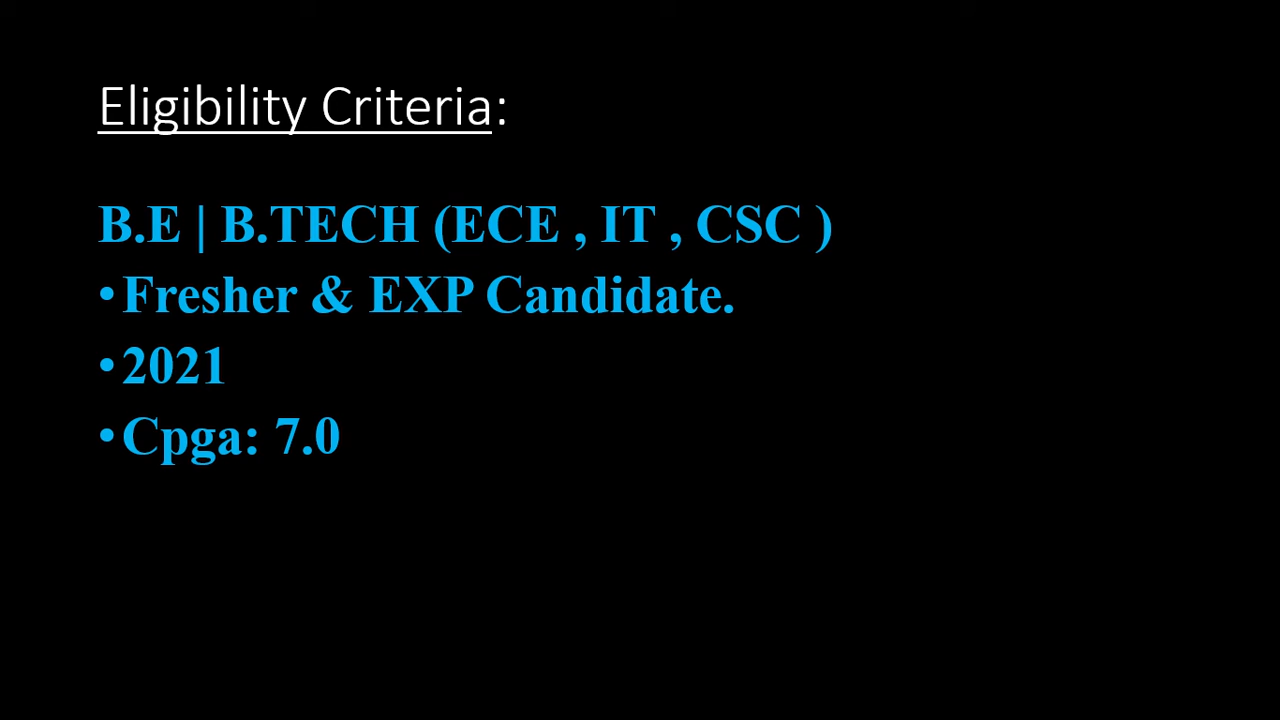 Eligibility Criteria:
B.E | B.TECH (ECE , IT , CSC )
•Fresher & EXP Candidate.
•2021
•Cpga: 7.0